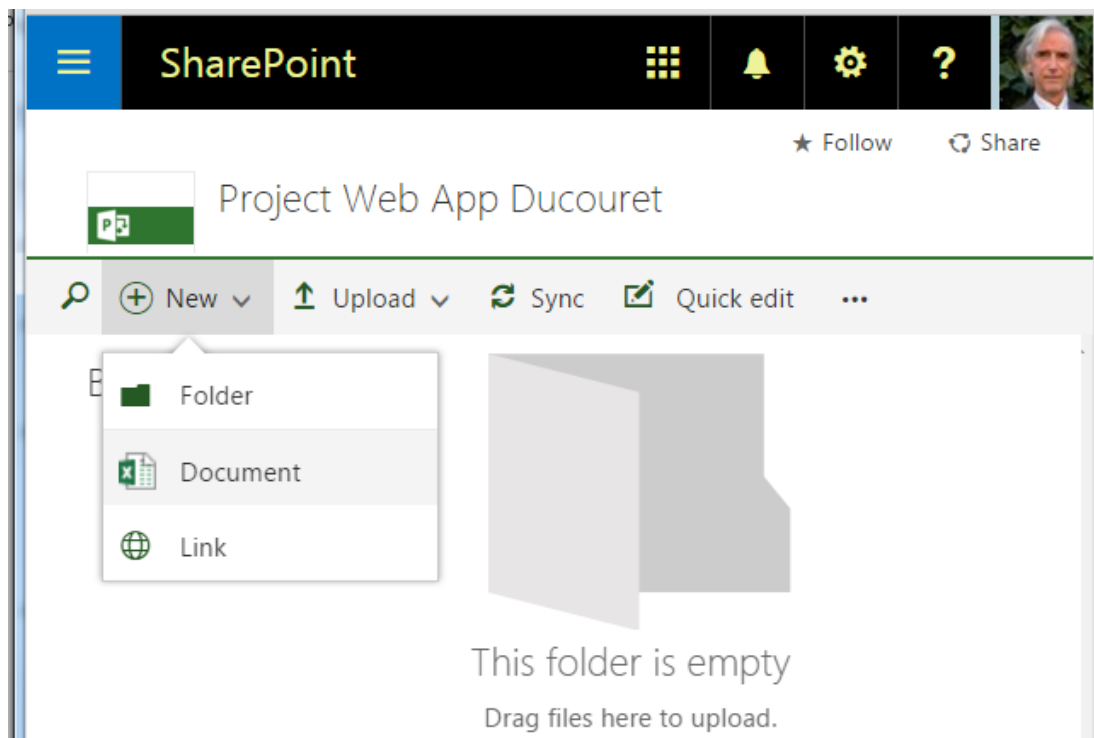 SharePoint ?
Follow Share
Project Web App Ducouret
New Upload Sync Quick edit ...
Folder
Document
Link
This folder is empty
Drag files here to upload.